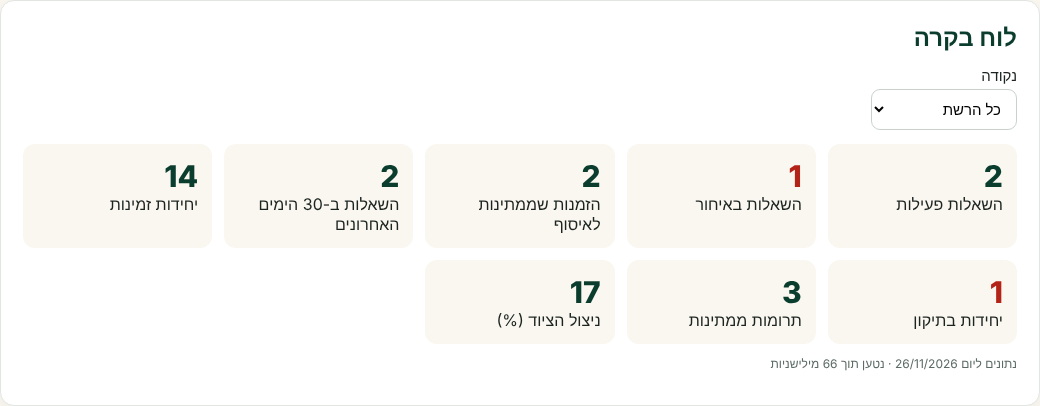 לוח בקרה
נקודה
כל הרשת
2
השאלות פעילות
1
השאלות באיחור
2
הזמנות שממתינות
לאיסוף
2
השאלות ב-30 הימים
האחרונים
14
יחידות זמינות
1
יחידות בתיקון
3
תרומות ממתינות
17
ניצול הציוד (%)
נתונים ליום 26/11/2026 · נטען תוך 66 מילישניות